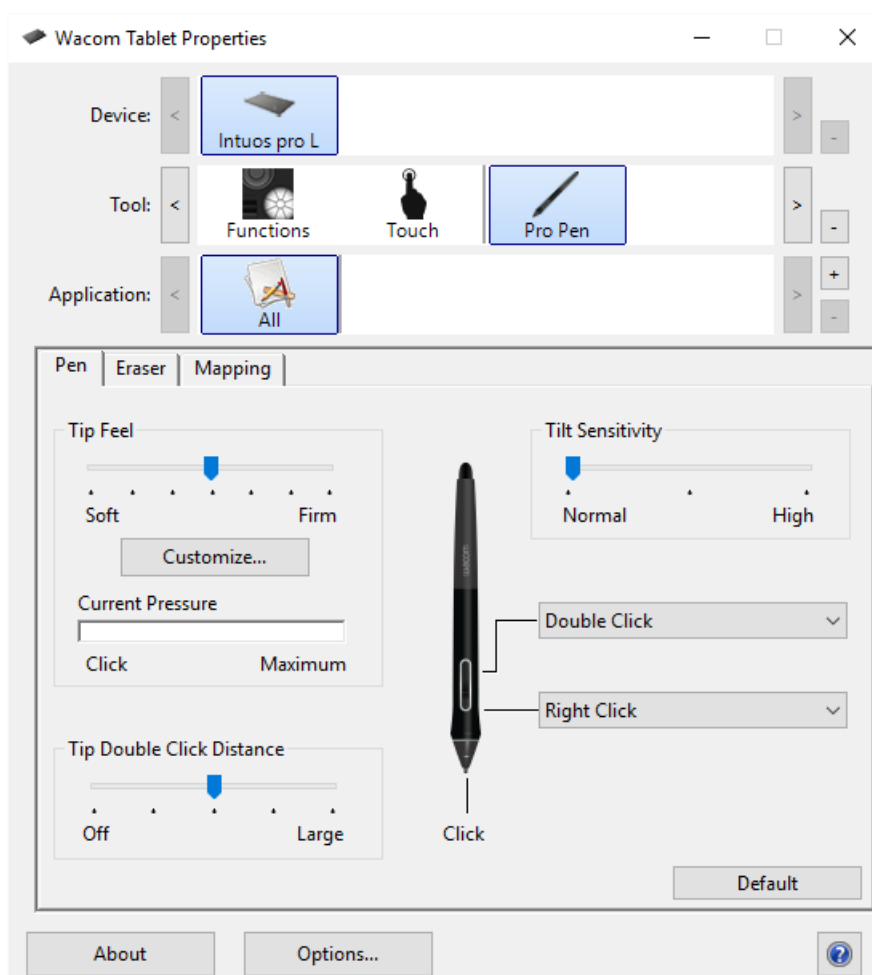 Wacom Tablet Properties
Device:
<
Intuos pro L
>
-
Tool:
<
Functions
Touch
Pro Pen
>
-
Application:
<
All
>
+
-
Pen
Eraser
Mapping
Tip Feel
Soft
Firm
Customize...
Current Pressure
Click
Maximum
Tip Double Click Distance
Off
Large
wacom
Click
Tilt Sensitivity
Normal
High
Double Click
Right Click
Default
About
Options...
?